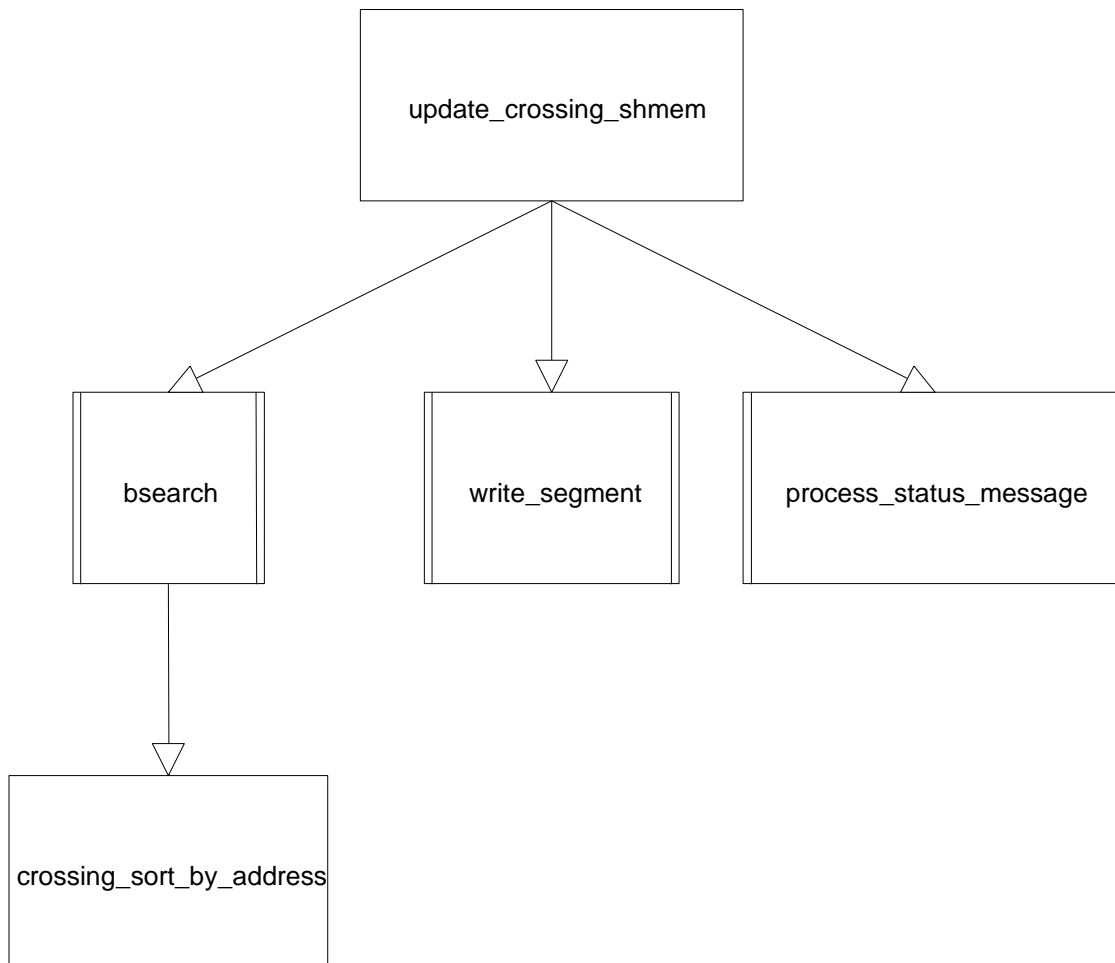 update_crossing_shmem
bsearch
write_segment
process_status_message
crossing_sort_by_address